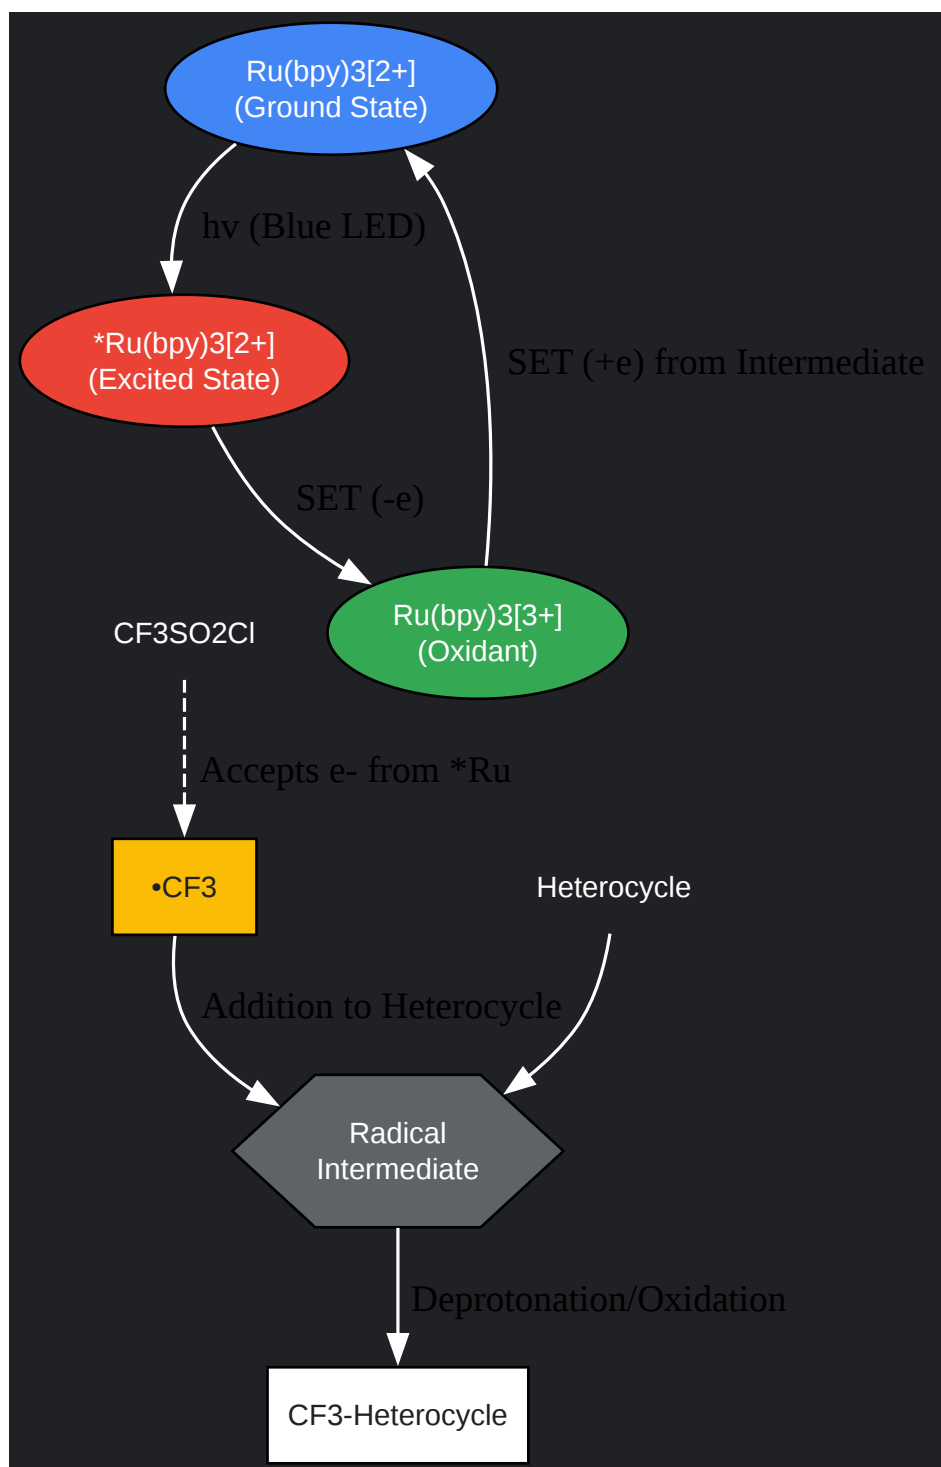 Ru(bpy)3[2+]
(Ground State)
hv (Blue LED)
*Ru(bpy)3[2+]
(Excited State)
SET (+e) from Intermediate
SET (-e)
Ru(bpy)3[3+]
(Oxidant)
CF3SO2Cl
Accepts e- from *Ru
•CF3
Heterocycle
Addition to Heterocycle
Radical
Intermediate
Deprotonation/Oxidation
CF3-Heterocycle